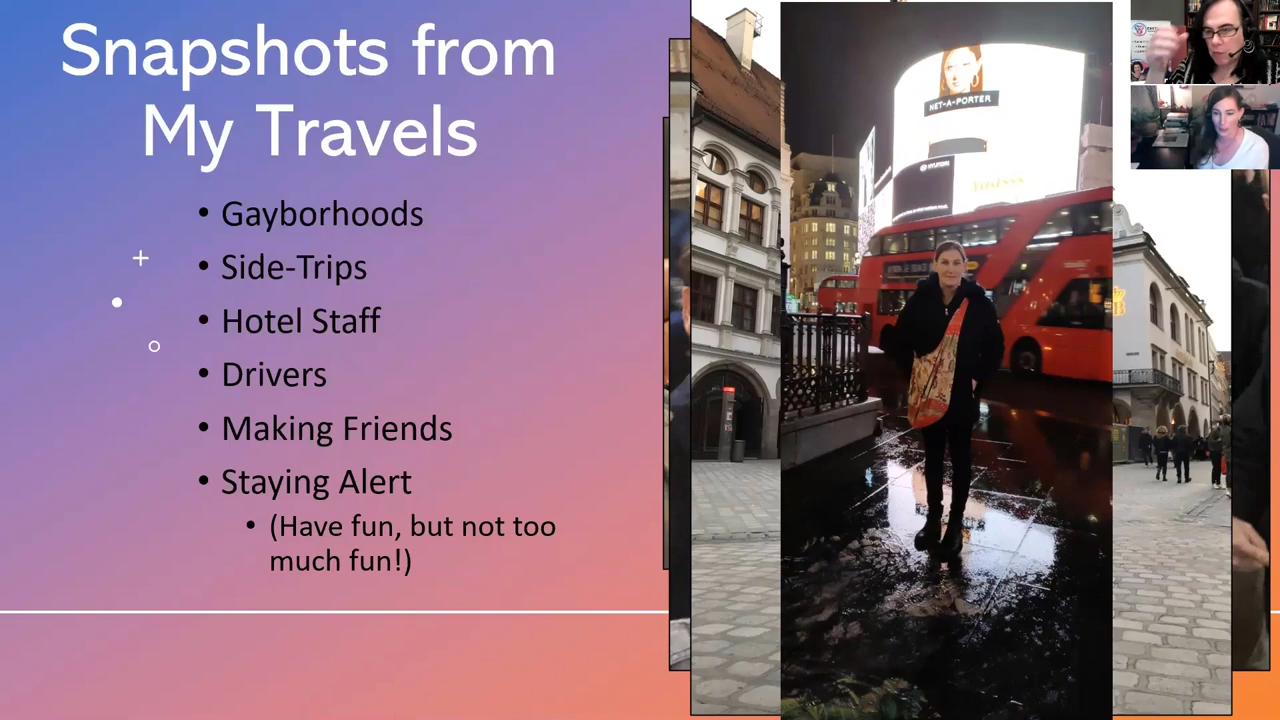 Snapshots from
My Travels
• Gayborhoods
• Side-Trips
• Hotel Staff
• Drivers
• Making Friends
• Staying Alert
• (Have fun, but not too
much fun!)
NET-A-PORTER
HYUNDAI